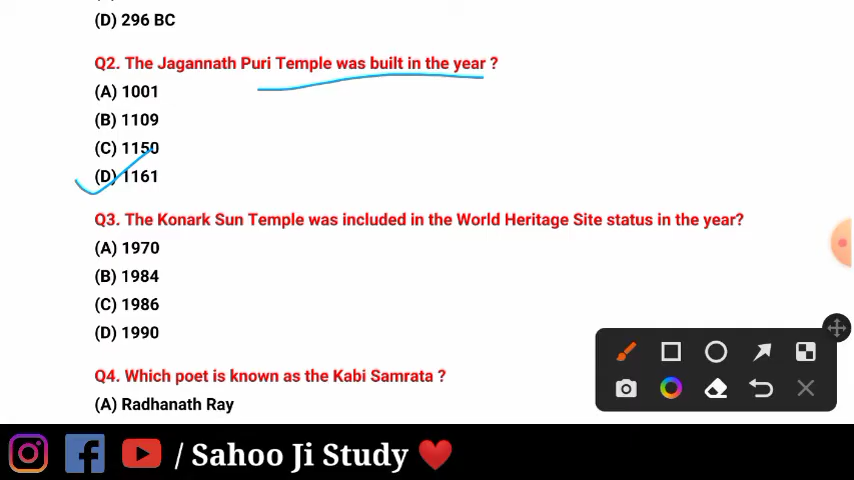 (D) 296 BC
Q2. The Jagannath Puri Temple was built in the year ?
(A) 1001
(B) 1109
(C) 1150
(D) 1161
Q3. The Konark Sun Temple was included in the World Heritage Site status in the year?
(A) 1970
(B) 1984
(C) 1986
(D) 1990
Q4. Which poet is known as the Kabi Samrata ?
(A) Radhanath Ray
/ Sahoo Ji Study